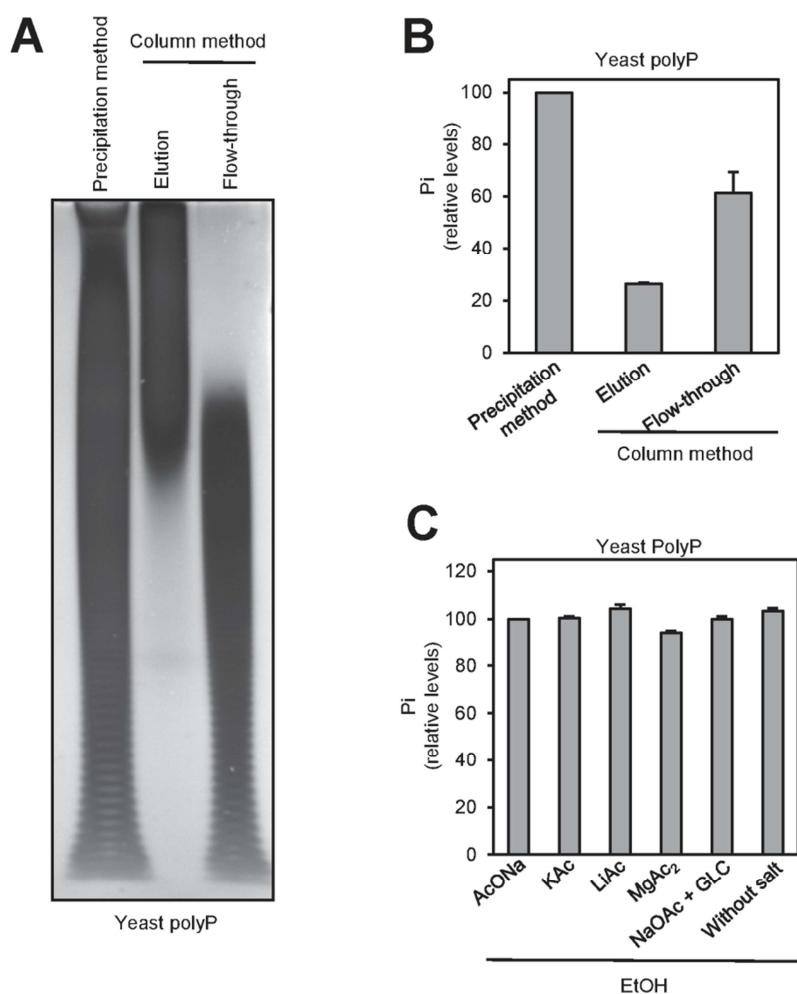 A
Precipitation method
Column method
Elution
Flow-through
Yeast polyP
B
Yeast polyP
Pi
(relative levels)
100
80
60
40
20
0
Precipitation
method
Elution
Flow-through
Column method
C
Yeast PolyP
Pi
(relative levels)
120
100
80
60
40
20
0
AcONa
KAc
LiAc
MgAc₂
NaOAc + GLC
Without salt
EtOH